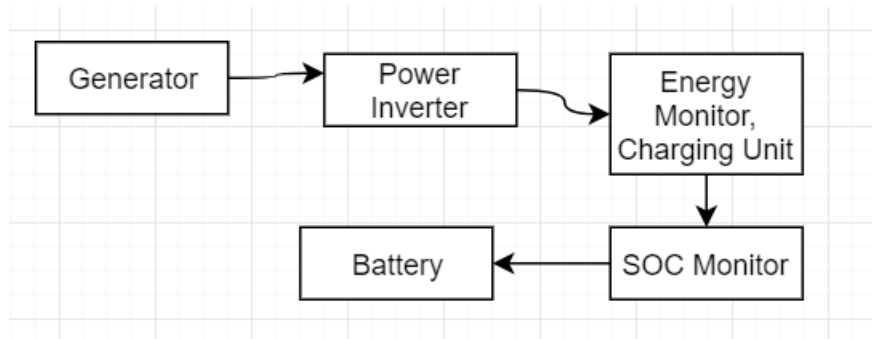 Generator
Power
Inverter
Energy
Monitor,
Charging Unit
Battery
SOC Monitor